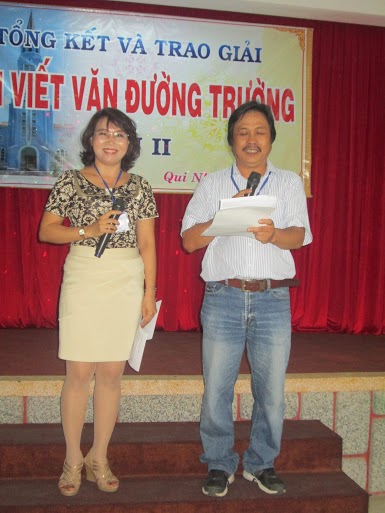 TỔNG KẾT VÀ TRAO GIẢI
VIẾT VĂN ĐƯỜNG TRƯỜNG
II
Qui